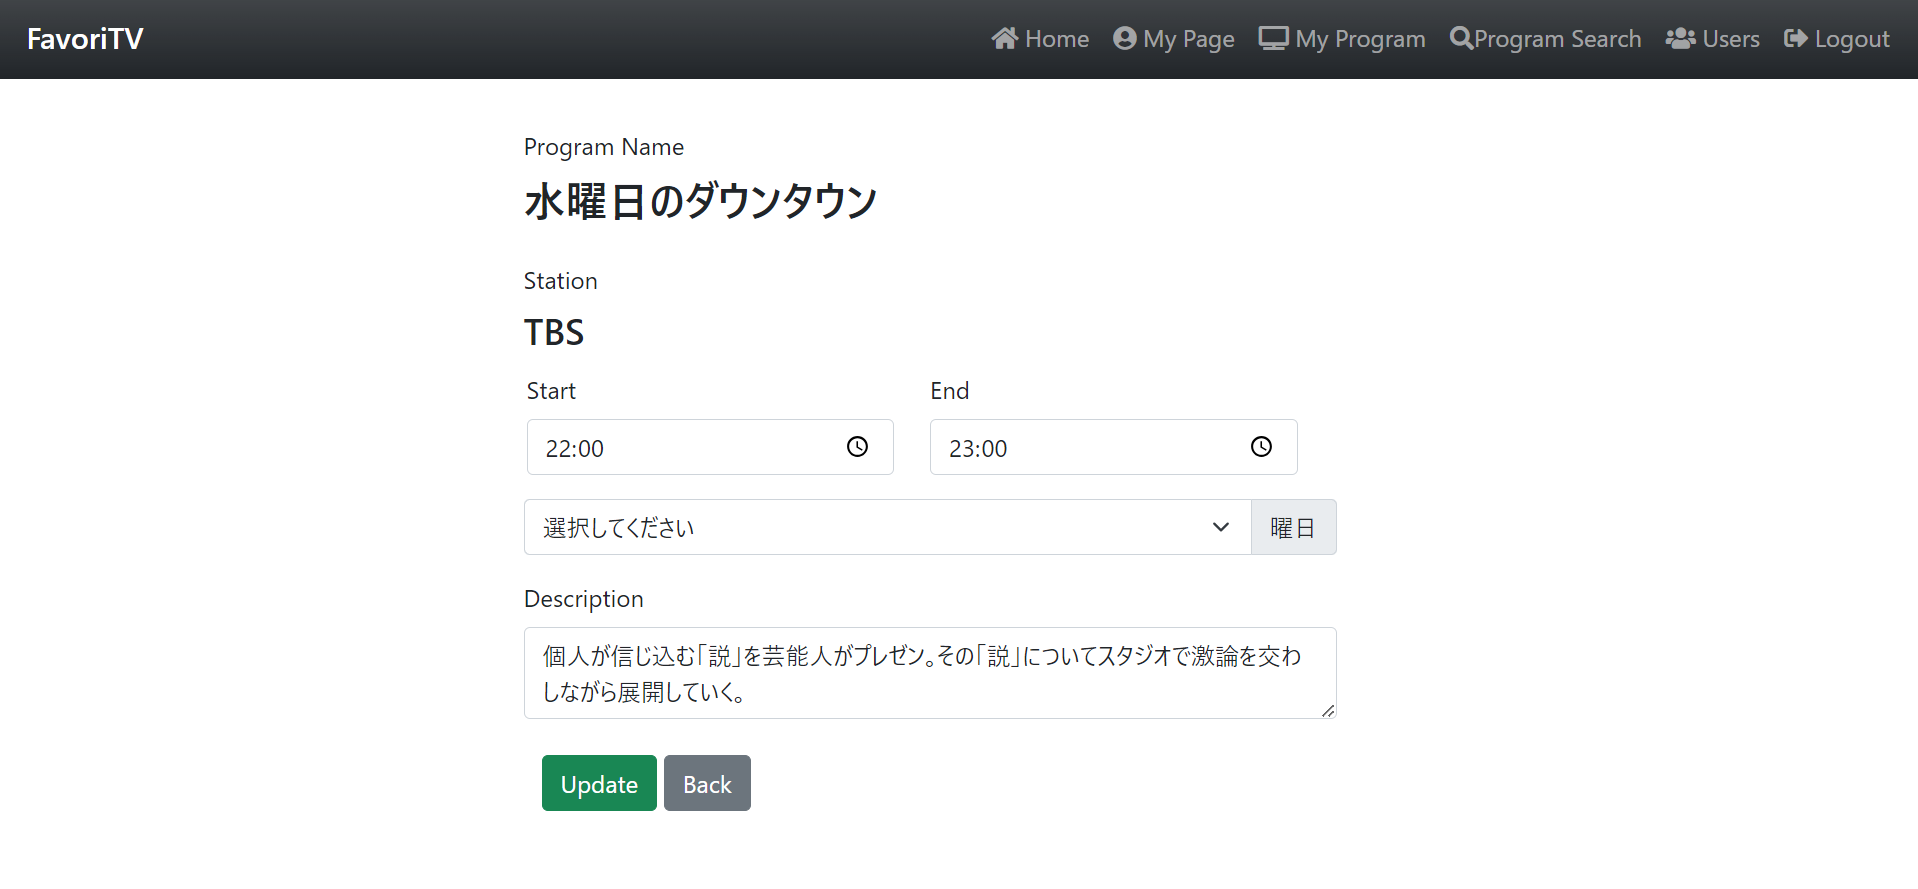 FavoriTV Home My Page My Program Program Search Users Logout
Program Name
水曜日のダウンタウン
Station
TBS
Start End
22:00 23:00
選択してください 曜日
Description
個人が信じ込む「説」を芸能人がプレゼン。その「説」についてスタジオで激論を交わ
しながら展開していく。
Update Back